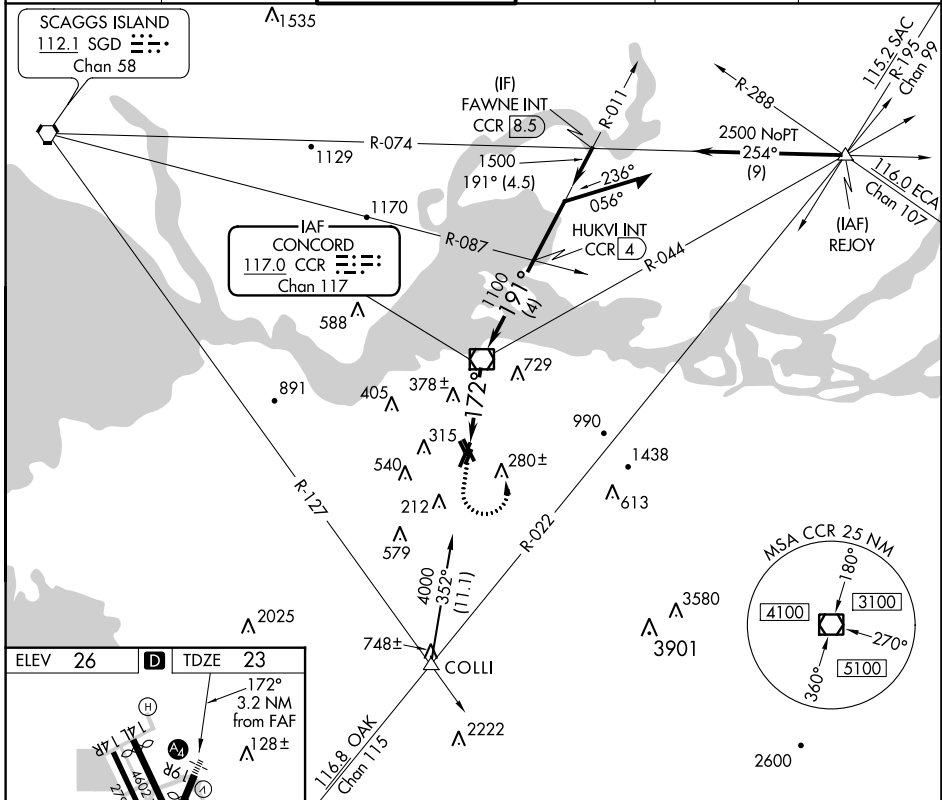 SCAGGS ISLAND
112.1 SGD
Chan 58
1535
(IF)
FAWNE INT
CCR 8.5
R-011
R-288
115.2 SAC
R-195
Chan 99
R-074
1129
1500
191° (4.5)
2500 NoPT
254°
(9)
236°
056°
116.0 ECA
Chan 107
(IAF)
REJOY
1170
R-087
HUKVI INT
CCR 4
R-044
IAF
CONCORD
117.0 CCR
Chan 117
1100
191°
(4)
588
729
891
405
378±
172°
990
315
1438
540
280±
613
212
R-127
579
R-022
MSA CCR 25 NM
180°
4100
3100
270°
5100
360°
4000
352°
(11.1)
3580
3901
2025
748±
COLLI
ELEV 26
D
TDZE 23
172°
3.2 NM
from FAF
H
14L
14R
A4
19R
V
128±
4602
2222
116.8 OAK
Chan 115
2600